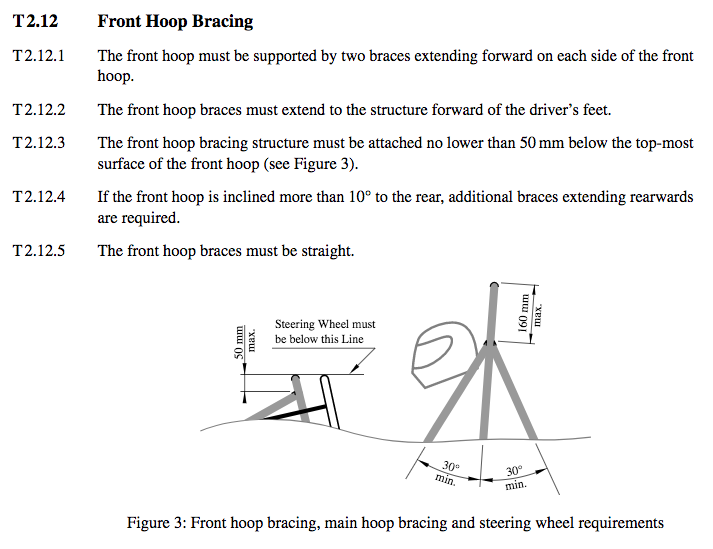 T 2.12 Front Hoop Bracing
T 2.12.1 The front hoop must be supported by two braces extending forward on each side of the front
hoop.
T 2.12.2 The front hoop braces must extend to the structure forward of the driver's feet.
T 2.12.3 The front hoop bracing structure must be attached no lower than 50 mm below the top-most
surface of the front hoop (see Figure 3).
T 2.12.4 If the front hoop is inclined more than 10° to the rear, additional braces extending rearwards
are required.
T 2.12.5 The front hoop braces must be straight.
50 mm
max.
Steering Wheel must
be below this Line
160 mm
max.
30°
min.
30°
min.
Figure 3: Front hoop bracing, main hoop bracing and steering wheel requirements